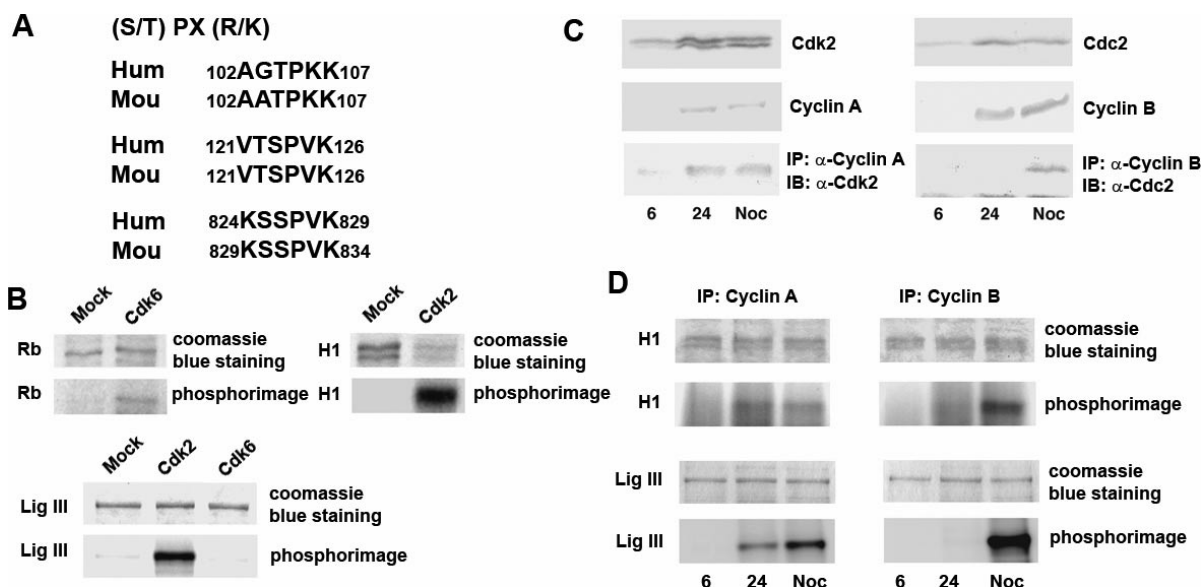 A
(S/T) PX (R/K)
Hum 102AGTPKK107
Mou 102AATPKK107
Hum 121VTSPVK126
Mou 121VTSPVK126
Hum 824KSSPVK829
Mou 829KSSPVK834
B
Mock Cdk6
Rb coomassie
blue staining
Rb phosphorimage
Mock Cdk2
H1 coomassie
blue staining
H1 phosphorimage
Mock Cdk2 Cdk6
Lig III coomassie
blue staining
Lig III phosphorimage
C
Cdk2
Cyclin A
IP: α-Cyclin A
IB: α-Cdk2
6 24 Noc
Cdc2
Cyclin B
IP: α-Cyclin B
IB: α-Cdc2
6 24 Noc
D
IP: Cyclin A IP: Cyclin B
H1 coomassie
blue staining
H1 phosphorimage
Lig III coomassie
blue staining
Lig III phosphorimage
6 24 Noc 6 24 Noc